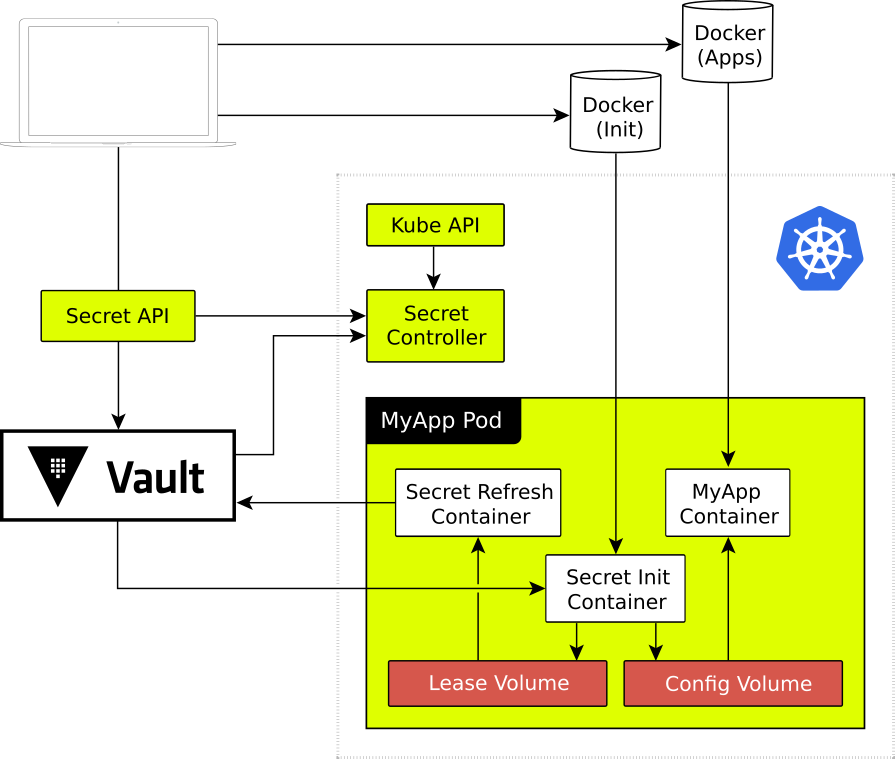 Docker
(Apps)
Docker
(Init)
Kube API
Secret API
Secret
Controller
MyApp Pod
Vault
Secret Refresh
Container
MyApp
Container
Secret Init
Container
Lease Volume
Config Volume